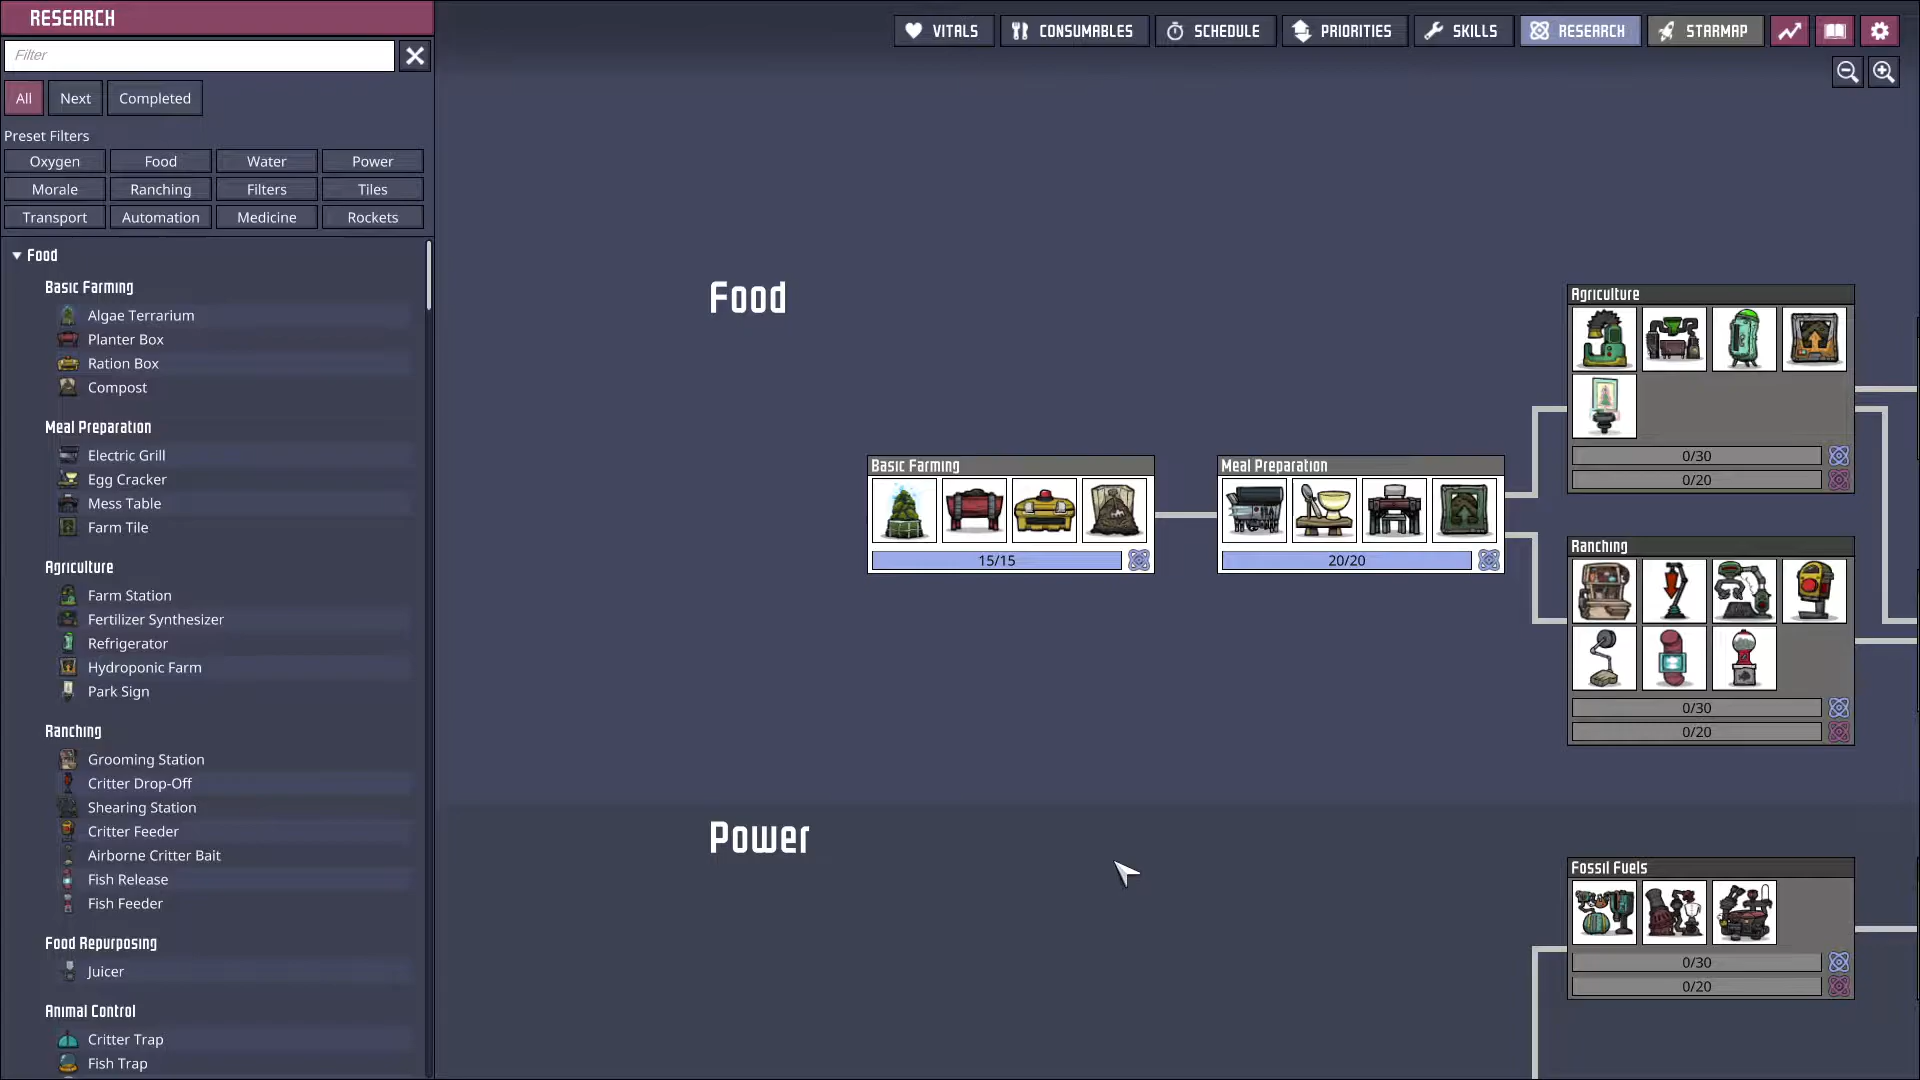 RESEARCH
VITALS CONSUMABLES SCHEDULE PRIORITIES SKILLS RESEARCH STARMAP
Filter
All Next Completed
Preset Filters
Oxygen Food Water Power
Morale Ranching Filters Tiles
Transport Automation Medicine Rockets
Food
Basic Farming
Algae Terrarium
Planter Box
Ration Box
Compost
Meal Preparation
Electric Grill
Egg Cracker
Mess Table
Farm Tile
Agriculture
Farm Station
Fertilizer Synthesizer
Refrigerator
Hydroponic Farm
Park Sign
Ranching
Grooming Station
Critter Drop-Off
Shearing Station
Critter Feeder
Airborne Critter Bait
Fish Release
Fish Feeder
Food Repurposing
Juicer
Animal Control
Critter Trap
Fish Trap
Food
Basic Farming
15/15
Meal Preparation
20/20
Agriculture
0/30
0/20
Ranching
0/30
0/20
Power
Fossil Fuels
0/30
0/20